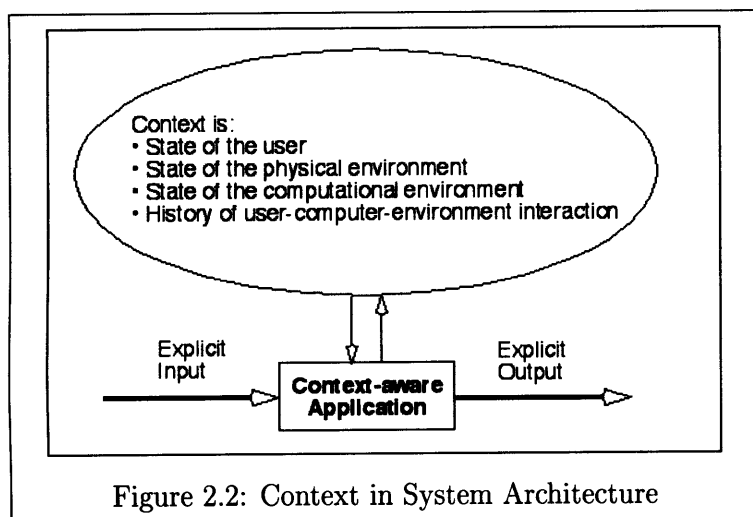 Context is:
• State of the user
• State of the physical environment
• State of the computational environment
• History of user-computer-environment interaction
Explicit
Input
Context-aware
Application
Explicit
Output
Figure 2.2: Context in System Architecture